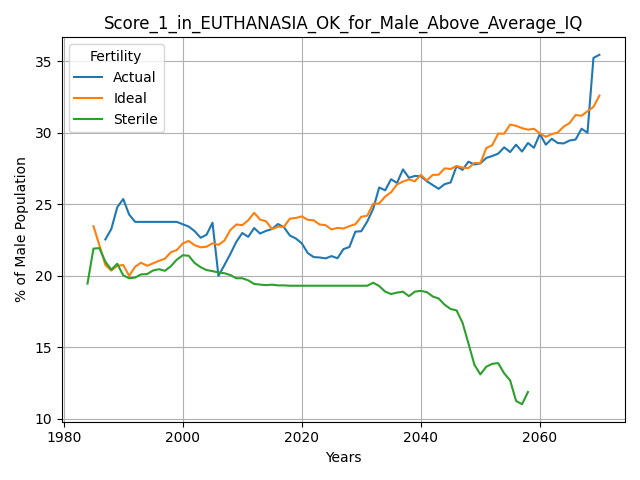 Score_1_in_EUTHANASIA_OK_for_Male_Above_Average_IQ
Fertility
Actual
Ideal
Sterile
% of Male Population
35
30
25
20
15
10
1980
2000
2020
2040
2060
Years